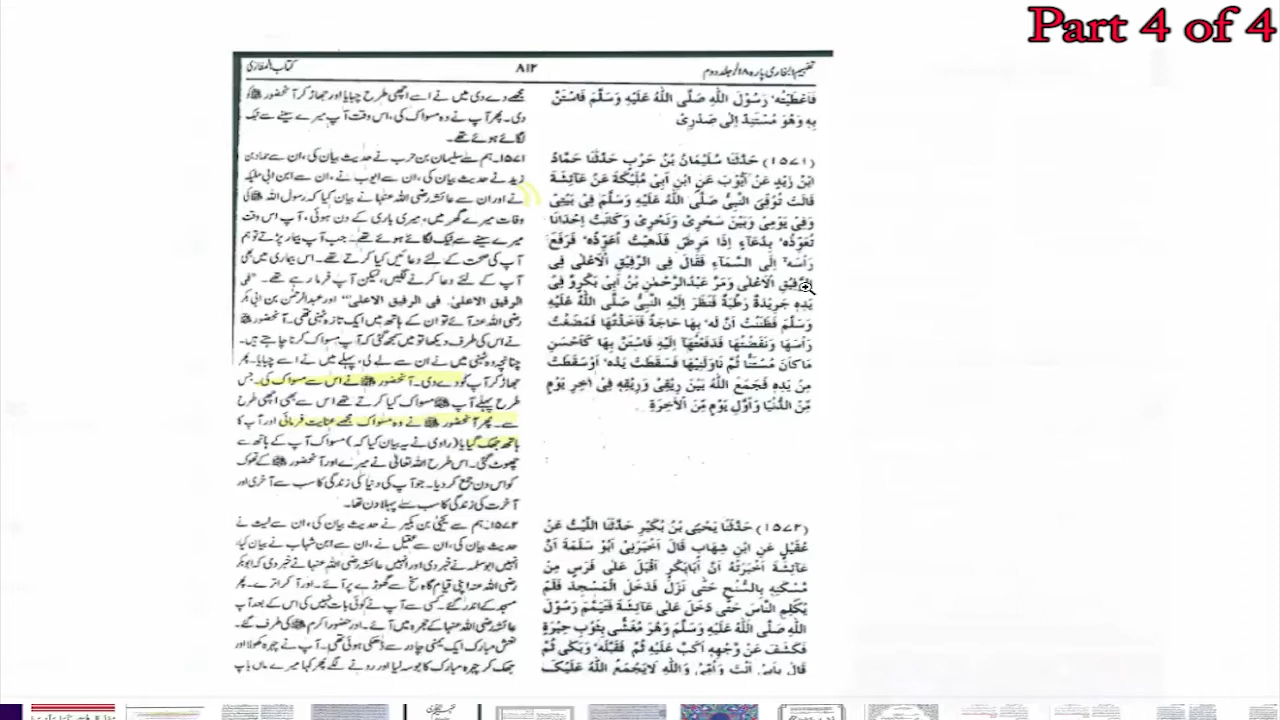 Part 4 of 4
تفہیم البخاری پارہ ۱۸/جلد دوم
۸۱۲
کتاب المغازی
فَاَعْطَيْتُهٗ رَسُوْلَ اللّٰهِ صَلَّى اللّٰهُ عَلَيْهِ وَسَلَّمَ فَاسْتَنَّ
بِهٖ وَهُوَ مُسْتَنِدٌ اِلٰى صَدْرِىْ
(۱۵۷۱) حَدَّثَنَا سُلَيْمَانُ بْنُ حَرْبٍ حَدَّثَنَا حَمَّادُ
ابْنُ زَيْدٍ عَنْ اَيُّوْبَ عَنِ ابْنِ اَبِىْ مُلَيْكَةَ عَنْ عَآئِشَةَ
قَالَتْ تُوُفِّىَ النَّبِىُّ صَلَّى اللّٰهُ عَلَيْهِ وَسَلَّمَ فِىْ بَيْتِىْ
وَفِىْ يَوْمِىْ وَبَيْنَ سَحْرِىْ وَنَحْرِىْ وَكَانَتْ اِحْدَانَا
تُعَوِّذُهٗ بِدُعَآءٍ اِذَا مَرِضَ فَذَهَبْتُ اُعَوِّذُهٗ فَرَفَعَ
رَاْسَهٗ اِلَى السَّمَآءِ فَقَالَ فِى الرَّفِيْقِ الْاَعْلٰى فِى
الرَّفِيْقِ الْاَعْلٰى وَمَرَّ عَبْدُالرَّحْمٰنِ بْنُ اَبِىْ بَكْرٍ وَّ فِىْ
يَدِهٖ جَرِيْدَةٌ رَطْبَةٌ فَنَظَرَ اِلَيْهِ النَّبِىُّ صَلَّى اللّٰهُ عَلَيْهِ
وَسَلَّمَ فَظَنَنْتُ اَنَّ لَهٗ بِهَا حَاجَةً فَاَخَذْتُهَا فَمَضَغْتُ
رَاْسَهَا وَنَفَضْتُهَا فَدَفَعْتُهَآ اِلَيْهِ فَاسْتَنَّ بِهَا كَاَحْسَنِ
مَاكَانَ مُسْتَنًّا ثُمَّ نَاوَلَنِيْهَا فَسَقَطَتْ يَدُهٗ اَوْسَقَطَتْ
مِنْ يَدِهٖ فَجَمَعَ اللّٰهُ بَيْنَ رِيْقِىْ وَرِيْقِهٖ فِىْ اٰخِرِ يَوْمٍ
مِّنَ الدُّنْيَا وَاَوَّلِ يَوْمٍ مِّنَ الْاٰخِرَةِ
(۱۵۷۲) حَدَّثَنَا يَحْيَى بْنُ بُكَيْرٍ حَدَّثَنَا اللَّيْثُ عَنْ
عُقَيْلٍ عَنِ ابْنِ شِهَابٍ قَالَ اَخْبَرَنِىْ اَبُوْ سَلَمَةَ اَنَّ
عَآئِشَةَ اَخْبَرَتْهُ اَنَّ اَبَابَكْرٍ اَقْبَلَ عَلٰى فَرَسٍ مِنْ
مَّسْكَنِهٖ بِالسُّنْحِ حَتّٰى نَزَلَ فَدَخَلَ الْمَسْجِدَ فَلَمْ
يُكَلِّمِ النَّاسَ حَتّٰى دَخَلَ عَلٰى عَآئِشَةَ فَتَيَمَّمَ رَسُوْلَ
اللّٰهِ صَلَّى اللّٰهُ عَلَيْهِ وَسَلَّمَ وَهُوَ مُغَشًّى بِثَوْبٍ حِبَرَةٍ
فَكَشَفَ عَنْ وَّجْهِهٖ ثُمَّ اَكَبَّ عَلَيْهِ فَقَبَّلَهٗ وَبَكٰى ثُمَّ
قَالَ بِاَبِىْ اَنْتَ وَاُمِّىْ وَاللّٰهِ لَايَجْمَعُ اللّٰهُ عَلَيْكَ
مجھے دے دی میں نے اسے اچھی طرح چبایا اور جھاڑ کر آنحضور ﷺ کو
دی۔ پھر آپ نے وہ مسواک کی، اس وقت آپ میرے سینے سے ٹیک
لگائے ہوئے تھے۔
۱۵۷۱۔ہم سے سلیمان بن حرب نے حدیث بیان کی، ان سے حماد بن
زید نے حدیث بیان کی، ان سے ایوب نے، ان سے ابن ابی ملیکہ
نے اور ان سے عائشہ رضی اللہ عنہا نے بیان کیا کہ رسول اللہ ﷺ کی
وفات میرے گھر میں، میری باری کے دن ہوئی، آپ اس وقت
میرے سینے سے ٹیک لگائے ہوئے تھے۔ جب آپ بیمار پڑتے تو ہم
آپ کی صحت کے لئے دعائیں کیا کرتے تھے۔ اس بیماری میں بھی
آپ کے لئے دعا کرنے لگیں، لیکن آپ فرما رہے تھے۔ ”فی
الرفیق الاعلیٰ، فی الرفیق الاعلیٰ“ اور عبدالرحمٰن بن ابی بکر
رضی اللہ عنہ آئے تو ان کے ہاتھ میں ایک تازہ ٹہنی تھی۔ آنحضور ﷺ
نے اس کی طرف دیکھا تو میں سمجھ گئی کہ آپ مسواک کرنا چاہتے ہیں۔
چنانچہ وہ ٹہنی میں نے ان سے لے لی، پہلے میں نے اسے چبایا۔ پھر
جھاڑ کر آپ کو دے دی۔ آنحضور ﷺ نے اس سے مسواک کی۔ جس
طرح پہلے آپ ﷺ مسواک کیا کرتے تھے اس سے بھی اچھی طرح
سے۔ پھر آنحضور ﷺ نے وہ مسواک مجھے عنایت فرمائی اور آپ کا
ہاتھ جھک گیا یا (راوی نے یہ بیان کیا کہ) مسواک آپ کے ہاتھ سے
چھوٹ گئی۔ اس طرح اللہ تعالیٰ نے میرے اور آنحضور ﷺ کے تھوک
کو اس دن جمع کر دیا۔ جو آپ کی دنیا کی زندگی کا سب سے آخری اور
آخرت کی زندگی کا سب سے پہلا دن تھا۔
۱۵۷۲۔ہم سے یحییٰ بن بکیر نے حدیث بیان کی، ان سے لیث نے
حدیث بیان کی، ان سے عقیل نے، ان سے ابن شہاب نے بیان کیا،
انہیں ابوسلمہ نے خبر دی اور انہیں عائشہ رضی اللہ عنہا نے خبر دی کہ ابوبکر
رضی اللہ عنہ اپنی قیام گاہ سخ سے گھوڑے پر آئے۔ اور آ کر اترے۔ پھر
مسجد کے اندر گئے۔ کسی سے آپ نے کوئی بات نہیں کی اس کے بعد آپ
عائشہ رضی اللہ عنہا کے حجرہ میں آئے۔ اور حضور اکرم ﷺ کی طرف گئے۔
نعش مبارک ایک یمنی چادر سے ڈھکی ہوئی تھی۔ آپ نے چہرہ کھولا اور
جھک کر چہرہ مبارک کا بوسہ لیا اور رونے لگے پھر کہا میرے ماں باپ